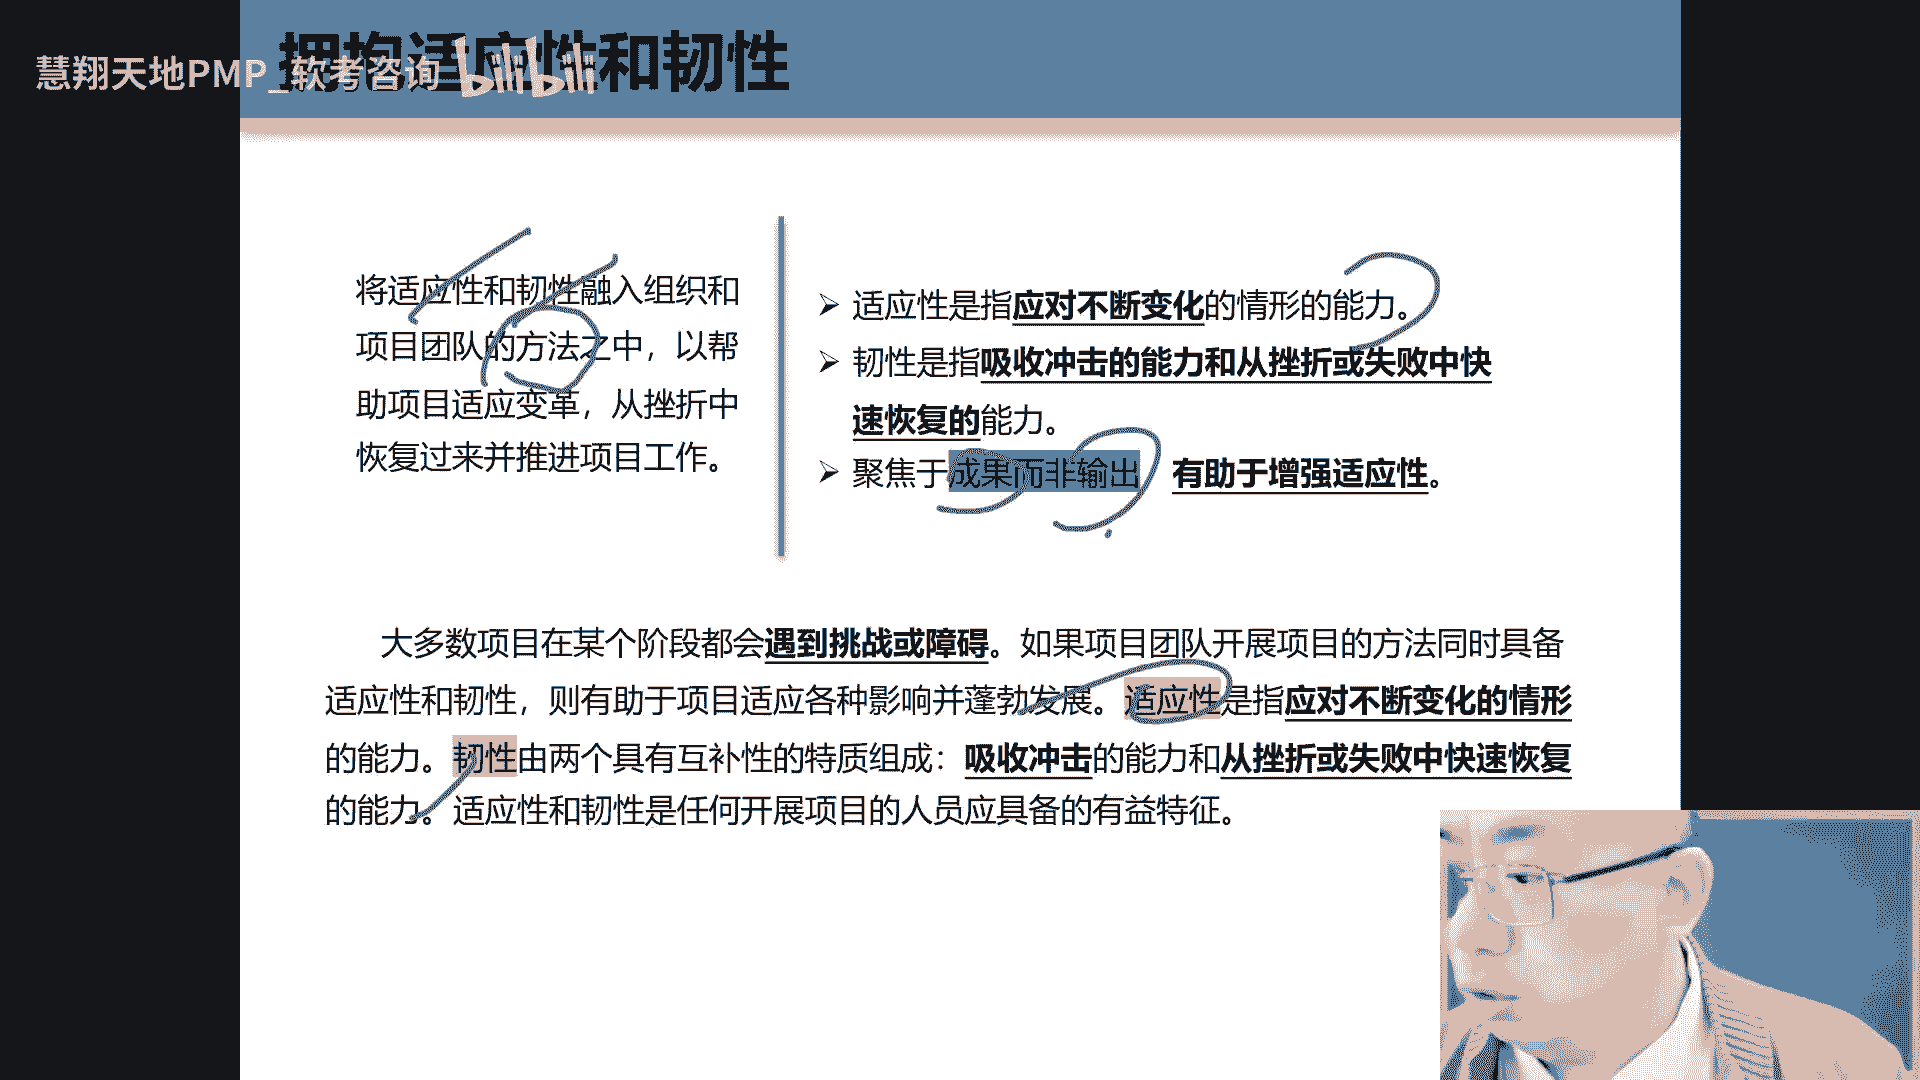 拥抱适应性和韧性
慧翔天地PMP_软考咨询 bilibili
将适应性和韧性融入组织和
项目团队的方法之中，以帮
助项目适应变革，从挫折中
恢复过来并推进项目工作。
适应性是指应对不断变化的情形的能力。
韧性是指吸收冲击的能力和从挫折或失败中快
速恢复的能力。
聚焦于成果而非输出 有助于增强适应性。
大多数项目在某个阶段都会遇到挑战或障碍。如果项目团队开展项目的方法同时具备
适应性和韧性，则有助于项目适应各种影响并蓬勃发展。适应性是指应对不断变化的情形
的能力。韧性由两个具有互补性的特质组成：吸收冲击的能力和从挫折或失败中快速恢复
的能力。适应性和韧性是任何开展项目的人员应具备的有益特征。